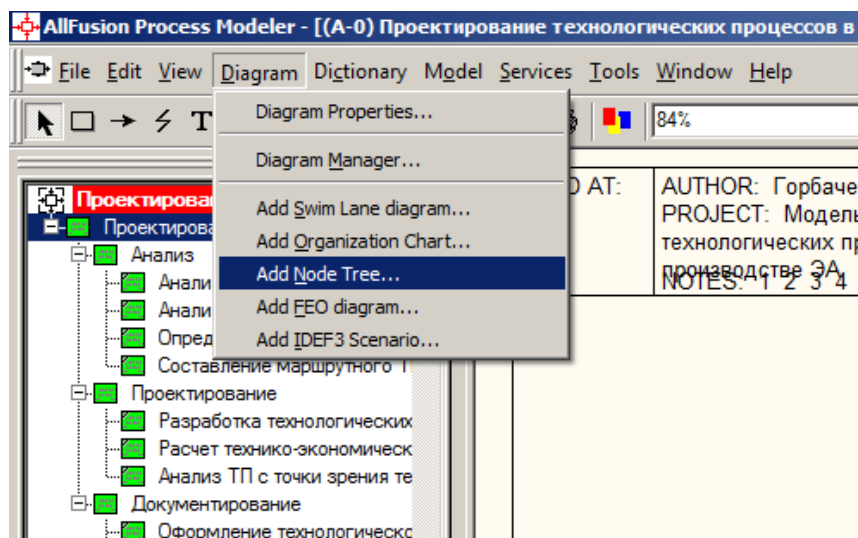 AllFusion Process Modeler - [(A-0) Проектирование технологических процессов в
File Edit View Diagram Dictionary Model Services Tools Window Help
T 84%
Diagram Properties...
Diagram Manager...
Add Swim Lane diagram...
Add Organization Chart...
Add Node Tree...
Add FEO diagram...
Add IDEF3 Scenario...
AT:
AUTHOR: Горбаче
PROJECT: Модель
технологических пр
производстве ЭА
NOTES: 1 2 3 4
Проектирова
Проектирова
Анализ
Анали
Анали
Опред
Составление маршрутного
Проектирование
Разработка технологических
Расчет технико-экономическ
Анализ ТП с точки зрения те
Документирование
Оформление технологическо